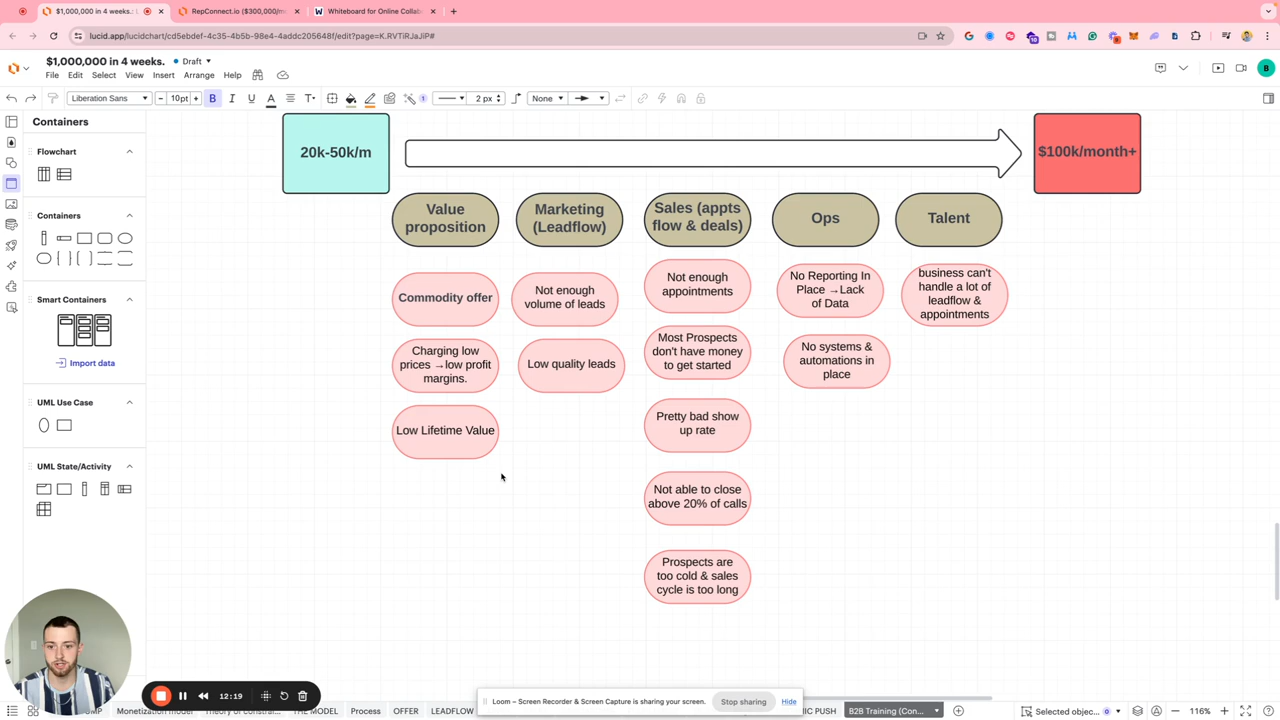 $1,000,000 in 4 weeks.: L
RepConnect.io ($300,000/m
Whiteboard for Online Collab
lucid.app/lucidchart/cd5ebdef-4c35-4b5b-98e4-4addc205648f/edit?page=K.RVTiRJaJiP#
$1,000,000 in 4 weeks.
Draft
File
Edit
Select
View
Insert
Arrange
Help
B
Liberation Sans
10pt
B
I
U
A
T
2 px
None
Containers
Flowchart
Containers
Smart Containers
Import data
UML Use Case
UML State/Activity
20k-50k/m
$100k/month+
Value
proposition
Marketing
(Leadflow)
Sales (appts
flow & deals)
Ops
Talent
Commodity offer
Charging low
prices →low profit
margins.
Low Lifetime Value
Not enough
volume of leads
Low quality leads
Not enough
appointments
Most Prospects
don't have money
to get started
Pretty bad show
up rate
Not able to close
above 20% of calls
Prospects are
too cold & sales
cycle is too long
No Reporting In
Place →Lack
of Data
No systems &
automations in
place
business can't
handle a lot of
leadflow &
appointments
12:19
Loom – Screen Recorder & Screen Capture is sharing your screen.
Stop sharing
Hide
Monetization model
THE MODEL
Process
OFFER
LEADFLOW
PUSH
B2B Training (Con...
Selected objec...
0
116%